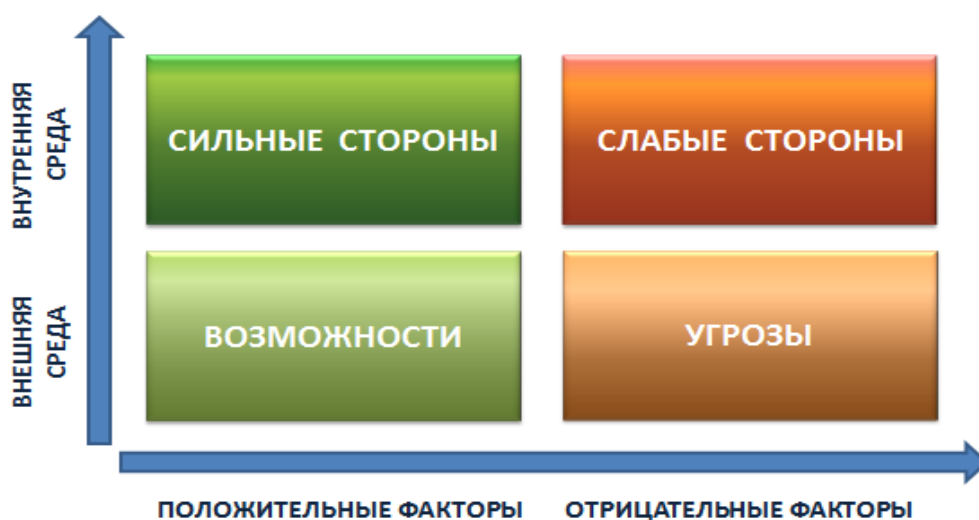 ВНУТРЕННЯЯ
СРЕДА
СИЛЬНЫЕ СТОРОНЫ
СЛАБЫЕ СТОРОНЫ
ВНЕШНЯЯ
СРЕДА
ВОЗМОЖНОСТИ
УГРОЗЫ
ПОЛОЖИТЕЛЬНЫЕ ФАКТОРЫ
ОТРИЦАТЕЛЬНЫЕ ФАКТОРЫ